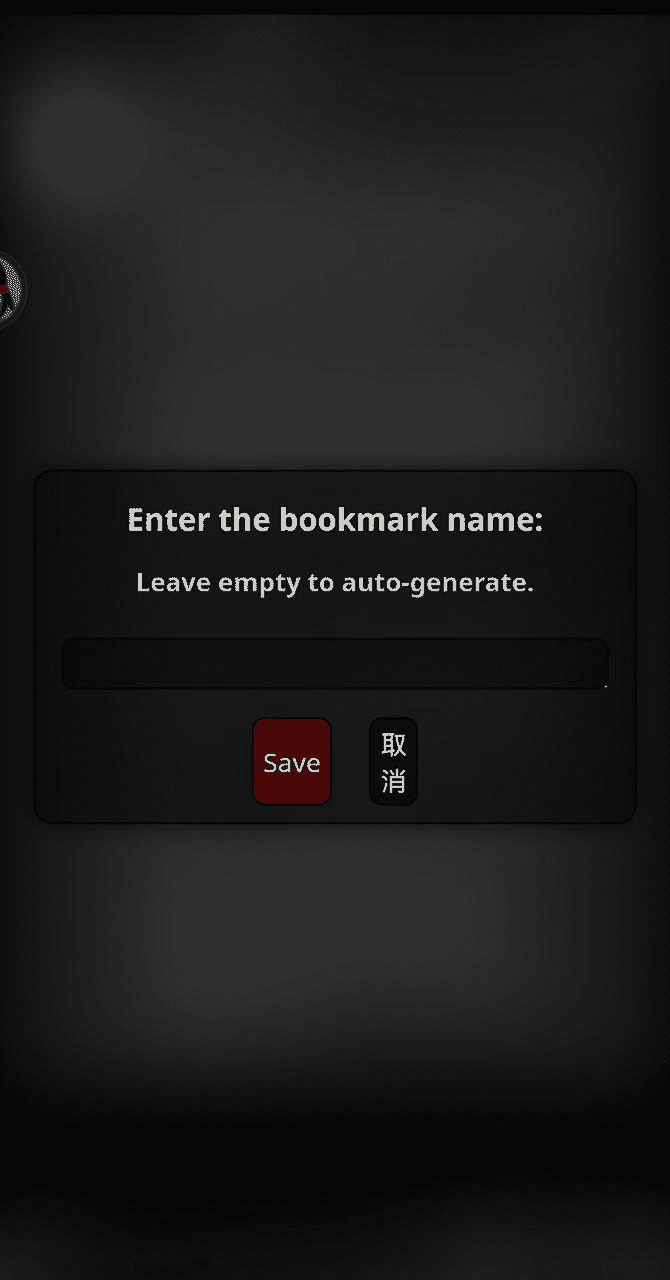 Enter the bookmark name:
Leave empty to auto-generate.
Save
取
消